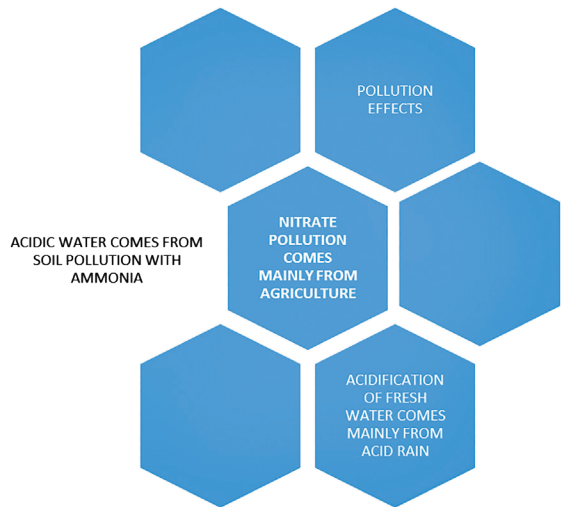 POLLUTION
EFFECTS
ACIDIC WATER COMES FROM
SOIL POLLUTION WITH
AMMONIA
NITRATE
POLLUTION
COMES
MAINLY FROM
AGRICULTURE
ACIDIFICATION
OF FRESH
WATER COMES
MAINLY FROM
ACID RAIN